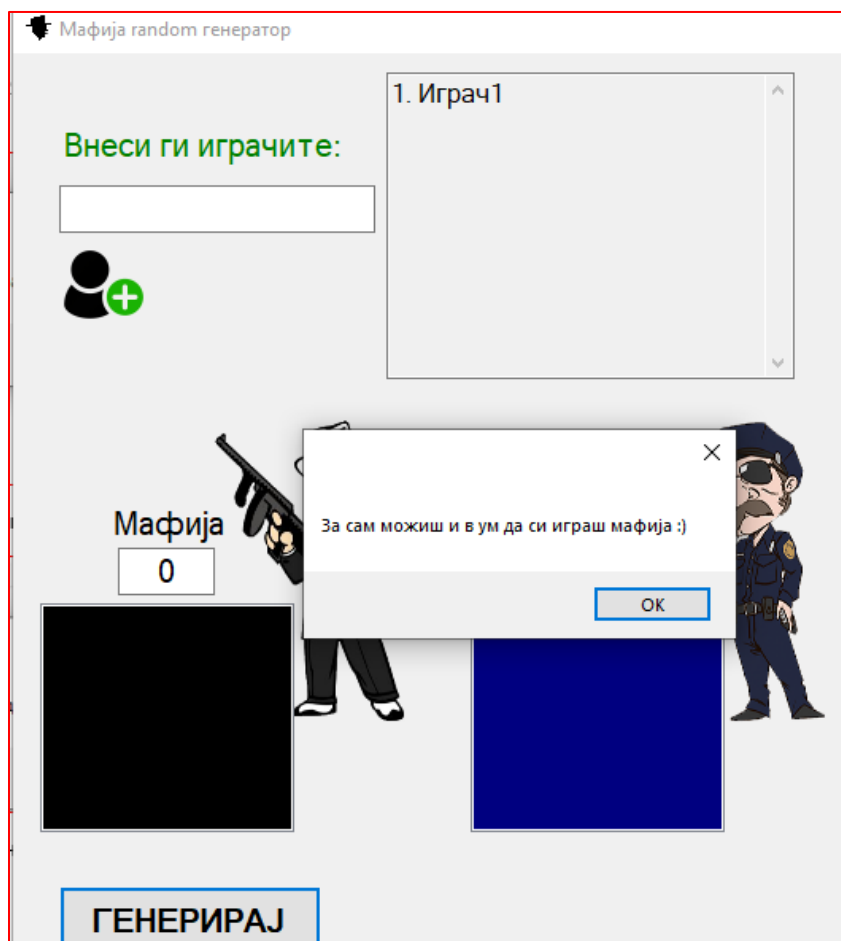 Мафија random генератор
1. Играч1
Внеси ги играчите:
Мафија
0
За сам можиш и в ум да си играш мафија :)
OK
ГЕНЕРИРАЈ